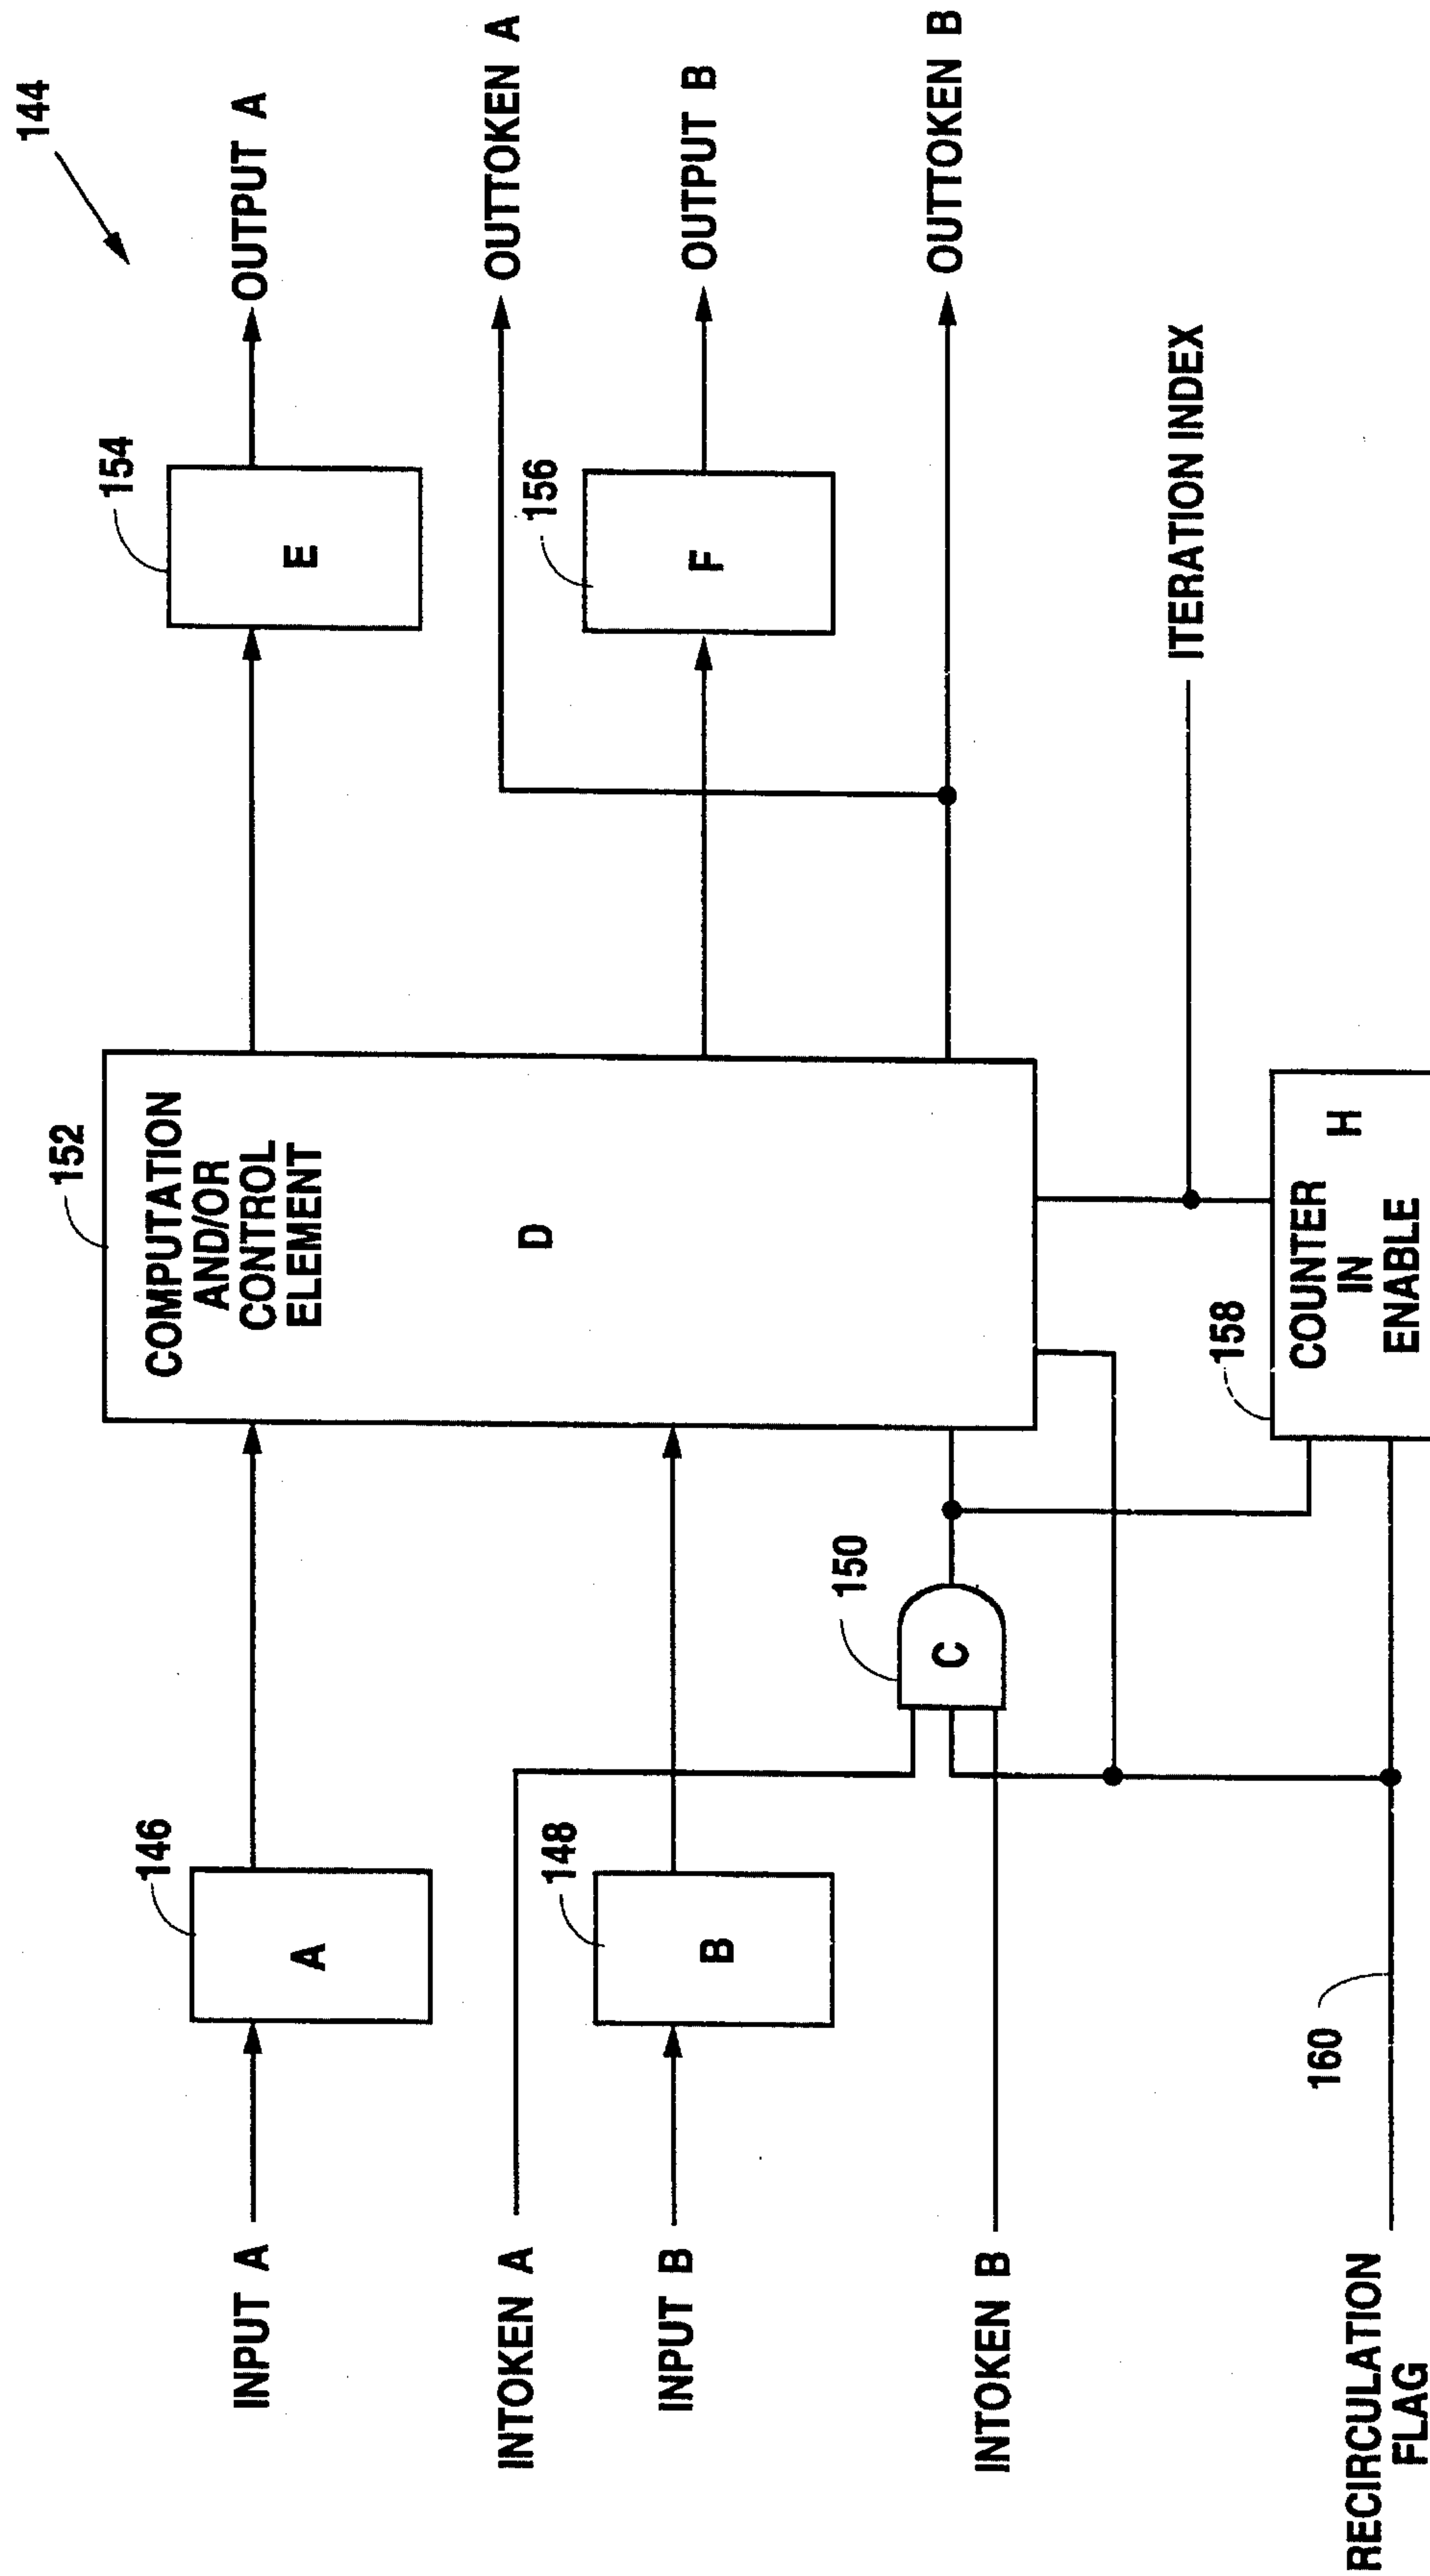 144
152
COMPUTATION
AND/OR
CONTROL
ELEMENT
D
146
A
INPUT A
154
E
OUTPUT A
INTOKEN A
OUTTOKEN A
148
B
INPUT B
156
F
OUTPUT B
150
C
INTOKEN B
OUTTOKEN B
ITERATION INDEX
158
COUNTER
IN
H
ENABLE
160
RECIRCULATION
FLAG